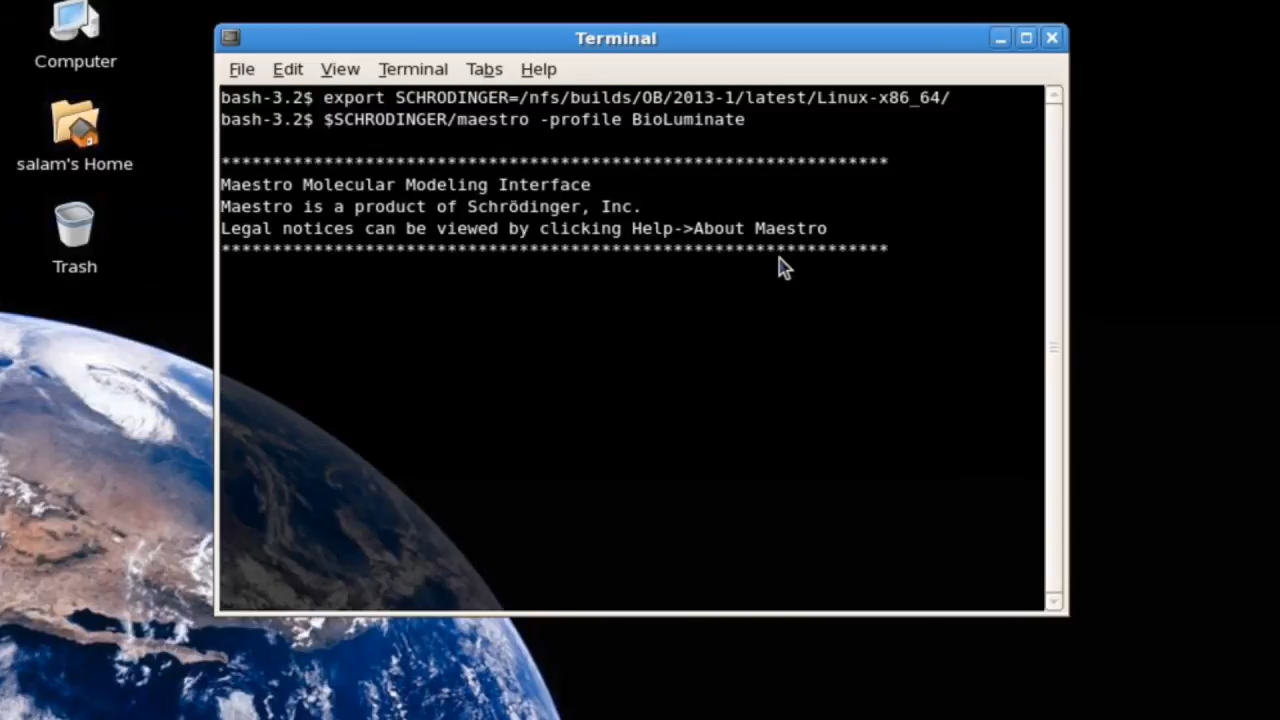 Computer
salam's Home
Trash
Terminal
File Edit View Terminal Tabs Help
bash-3.2$ export SCHRODINGER=/nfs/builds/OB/2013-1/latest/Linux-x86_64/
bash-3.2$ $SCHRODINGER/maestro -profile BioLuminate
*****************************************************************
Maestro Molecular Modeling Interface
Maestro is a product of Schrödinger, Inc.
Legal notices can be viewed by clicking Help->About Maestro
*****************************************************************